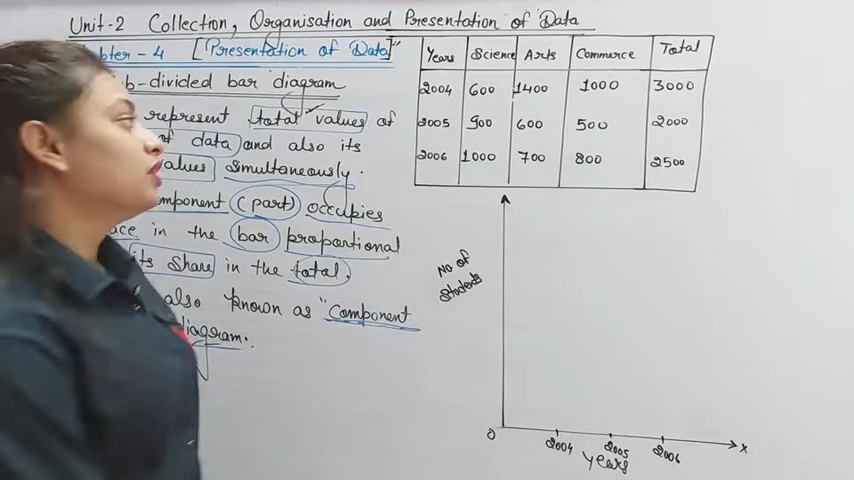 Unit-2 Collection, Organisation and Presentation of Data
pter - 4 [Presentation of Data]
b-divided bar diagram
represent total values of
of data and also its
values simultaneously.
mponent (part) occupies
ace in the bar proportional
its share in the total.
also known as "component
diagram.
Years Science Arts Commerce Total
2004 600 1400 1000 3000
2005 900 600 500 2000
2006 1000 700 800 2500
No of
Students
0 2004 2005 2006 X
Years